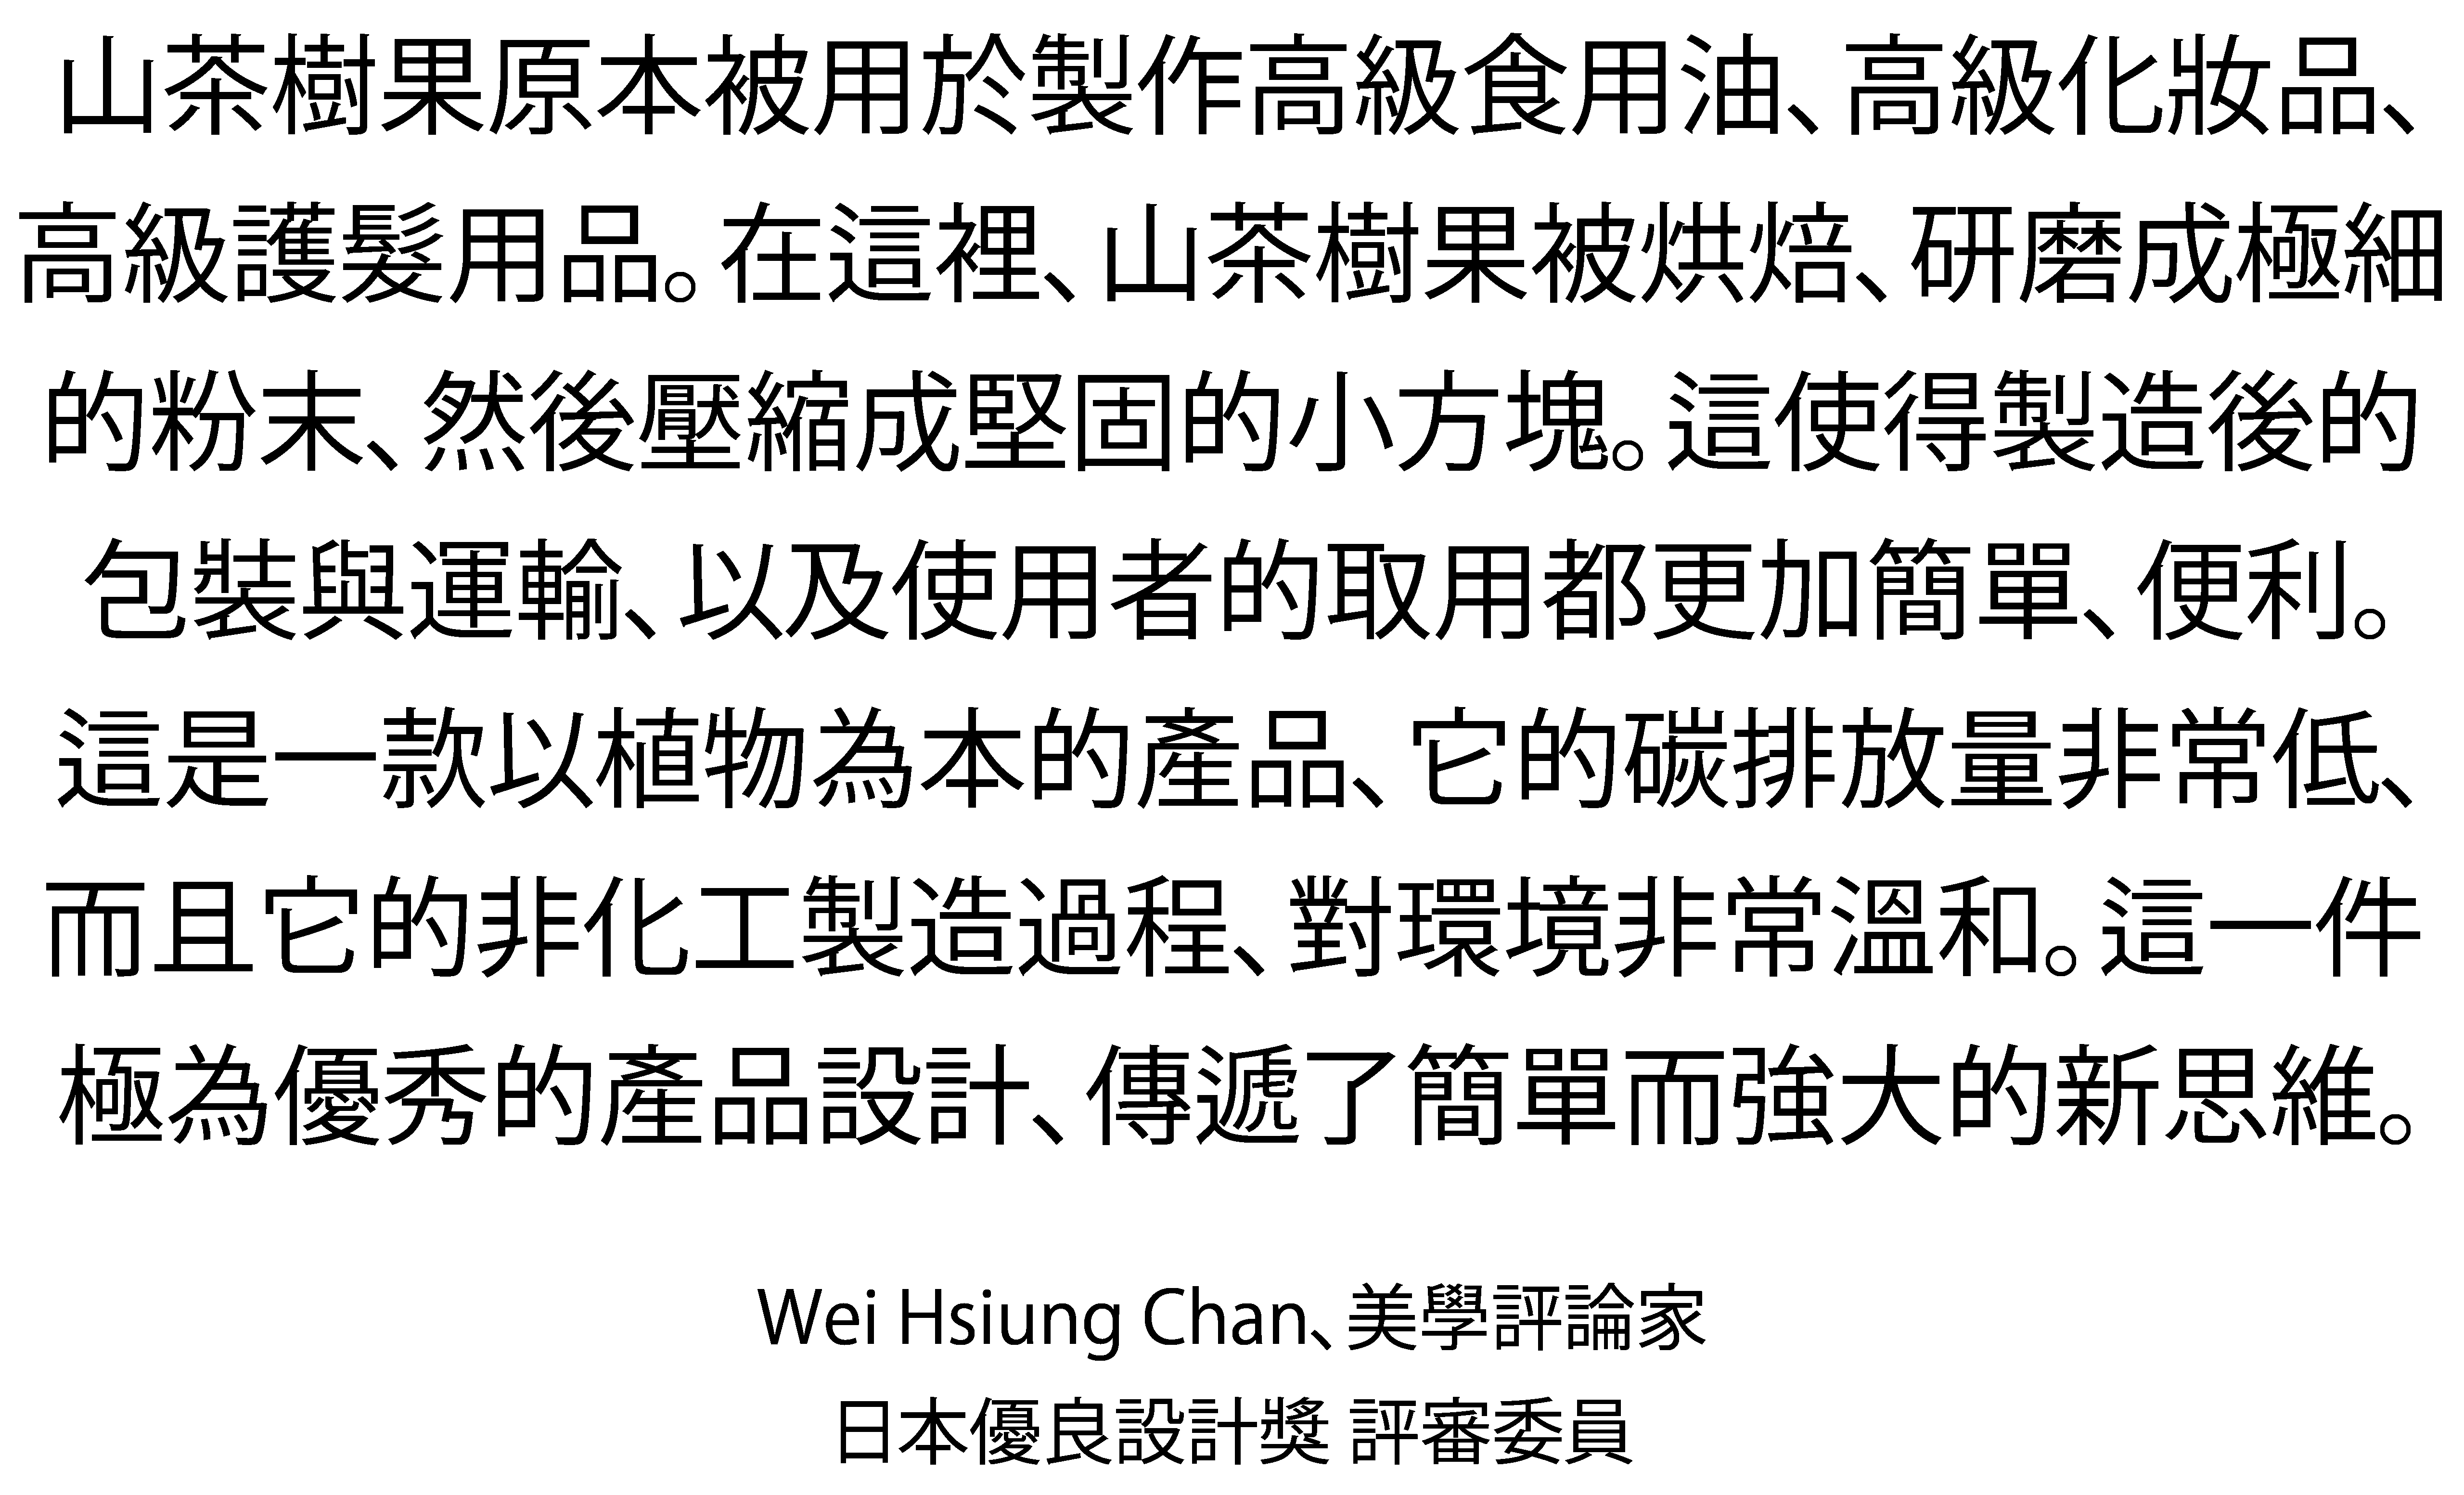 山茶樹果原本被用於製作高級食用油、高級化妝品、
高級護髮用品。在這裡、山茶樹果被烘焙、研磨成極細
的粉末、然後壓縮成堅固的小方塊。這使得製造後的
包裝與運輸、以及使用者的取用都更加簡單、便利。
這是一款以植物為本的產品、它的碳排放量非常低、
而且它的非化工製造過程、對環境非常溫和。這一件
極為優秀的產品設計、傳遞了簡單而強大的新思維。
Wei Hsiung Chan、美學評論家
日本優良設計獎 評審委員